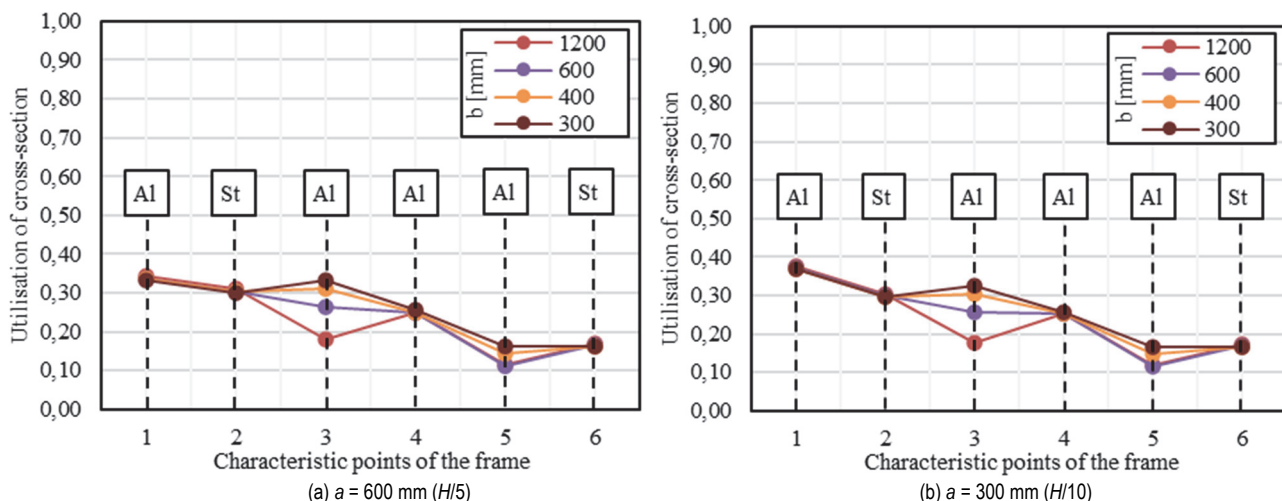 Utilisation of cross-section
1,00
0,90
0,80
0,70
0,60
0,50
0,40
0,30
0,20
0,10
0,00
b [mm]
1200
600
400
300
Al
St
Al
Al
Al
St
1 2 3 4 5 6
Characteristic points of the frame
(a) a = 600 mm (H/5)
Utilisation of cross-section
1,00
0,90
0,80
0,70
0,60
0,50
0,40
0,30
0,20
0,10
0,00
b [mm]
1200
600
400
300
Al
St
Al
Al
Al
St
1 2 3 4 5 6
Characteristic points of the frame
(b) a = 300 mm (H/10)